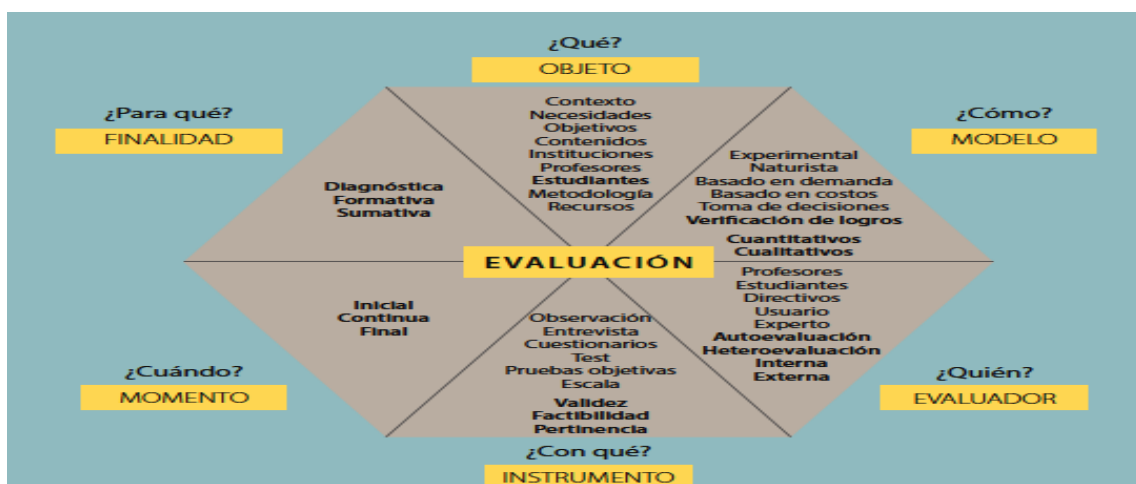 ¿Qué?
OBJETO
Contexto
Necesidades
Objetivos
Contenidos
Instituciones
Profesores
Estudiantes
Metodología
Recursos
¿Para qué?
FINALIDAD
Diagnóstica
Formativa
Sumativa
¿Cómo?
MODELO
Experimental
Naturista
Basado en demanda
Basado en costos
Toma de decisiones
Verificación de logros
Cuantitativos
Cualitativos
EVALUACIÓN
Inicial
Continua
Final
¿Cuándo?
MOMENTO
Observación
Entrevista
Cuestionarios
Test
Pruebas objetivas
Escala
Validez
Factibilidad
Pertinencia
¿Con qué?
INSTRUMENTO
Profesores
Estudiantes
Directivos
Usuario
Experto
Autoevaluación
Heteroevaluación
Interna
Externa
¿Quién?
EVALUADOR